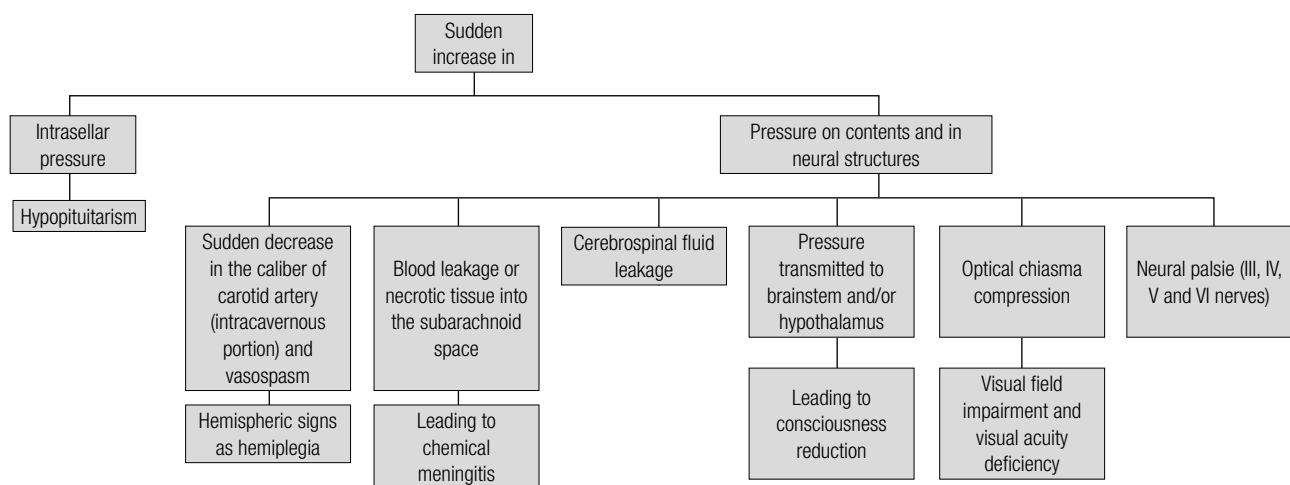 Sudden
increase in
Intrasellar
pressure
Pressure on contents and in
neural structures
Hypopituitarism
Sudden decrease
in the caliber of
carotid artery
(intracavernous
portion) and
vasospasm
Blood leakage or
necrotic tissue into
the subarachnoid
space
Cerebrospinal fluid
leakage
Pressure
transmitted to
brainstem and/or
hypothalamus
Optical chiasma
compression
Neural palsie (III, IV,
V and VI nerves)
Hemispheric signs
as hemiplegia
Leading to
chemical
meningitis
Leading to
consciousness
reduction
Visual field
impairment and
visual acuity
deficiency